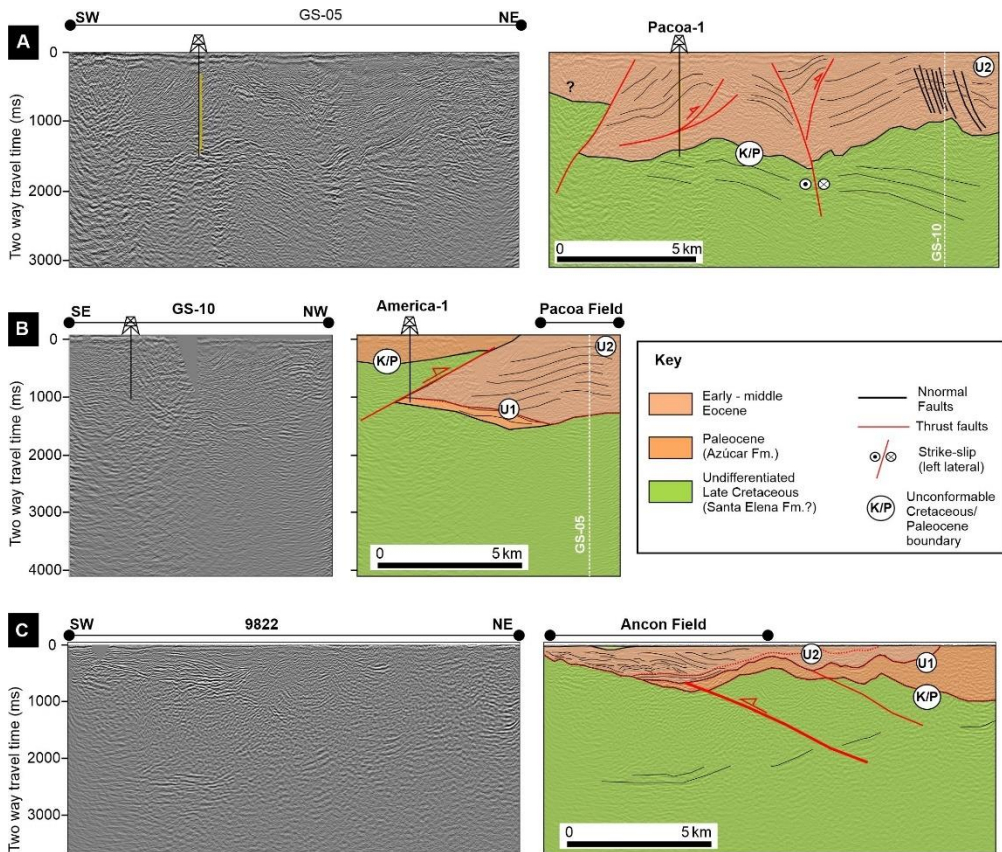 A
SW
GS-05
NE
Pacoa-1
Two way travel time (ms)
0
1000
2000
3000
?
U2
K/P
GS-10
0
5 km
B
SE
GS-10
NW
America-1
Pacoa Field
Two way travel time (ms)
0
1000
2000
3000
4000
K/P
U2
U1
GS-05
0
5 km
Key
Early - middle
Eocene
Paleocene
(Azúcar Fm.)
Undifferentiated
Late Cretaceous
(Santa Elena Fm.?)
Nnormal
Faults
Thrust faults
Strike-slip
(left lateral)
K/P
Unconformable
Cretaceous/
Paleocene
boundary
C
SW
9822
NE
Ancon Field
Two way travel time (ms)
0
1000
2000
3000
U2
U1
K/P
0
5 km